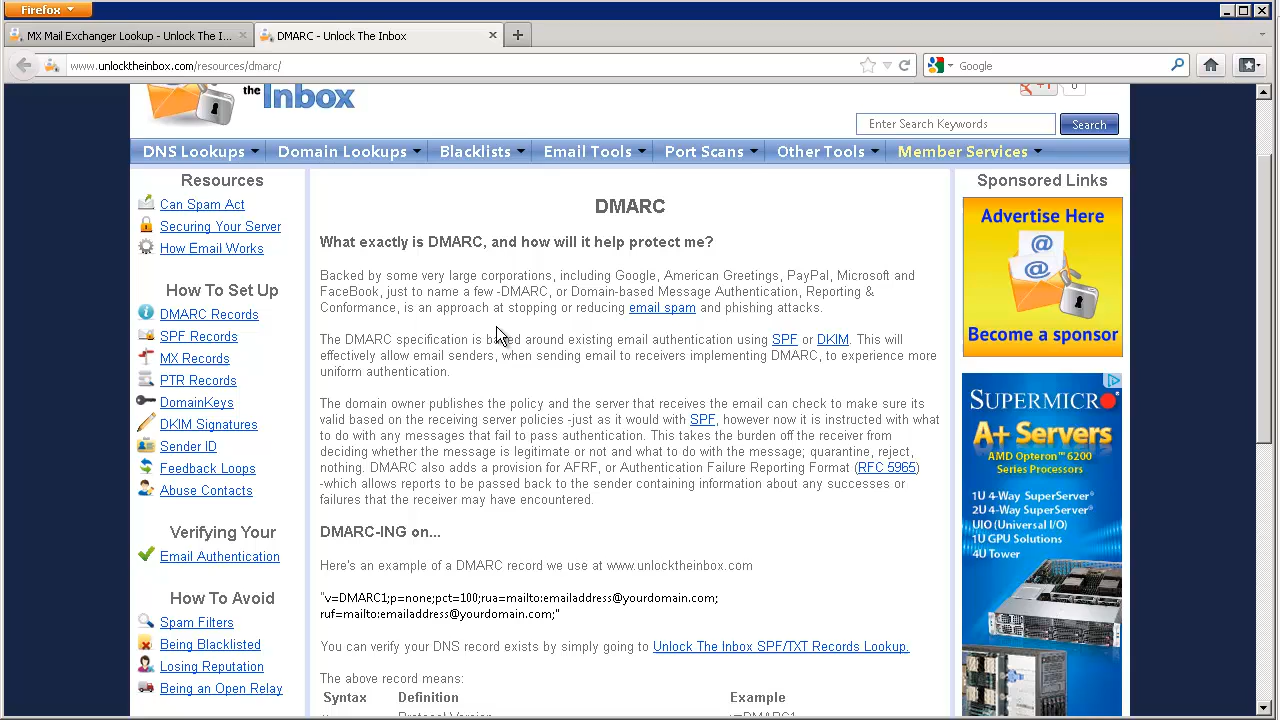 Firefox
MX Mail Exchanger Lookup - Unlock The I...
DMARC - Unlock The Inbox
www.unlocktheinbox.com/resources/dmarc/
Google
the Inbox
+1
0
Enter Search Keywords
Search
DNS Lookups
Domain Lookups
Blacklists
Email Tools
Port Scans
Other Tools
Member Services
Resources
Can Spam Act
Securing Your Server
How Email Works
How To Set Up
DMARC Records
SPF Records
MX Records
PTR Records
DomainKeys
DKIM Signatures
Sender ID
Feedback Loops
Abuse Contacts
Verifying Your
Email Authentication
How To Avoid
Spam Filters
Being Blacklisted
Losing Reputation
Being an Open Relay
DMARC
What exactly is DMARC, and how will it help protect me?
Backed by some very large corporations, including Google, American Greetings, PayPal, Microsoft and
FaceBook, just to name a few -DMARC, or Domain-based Message Authentication, Reporting &
Conformance, is an approach at stopping or reducing email spam and phishing attacks.
The DMARC specification is based around existing email authentication using SPF or DKIM. This will
effectively allow email senders, when sending email to receivers implementing DMARC, to experience more
uniform authentication.
The domain owner publishes the policy and the server that receives the email can check to make sure its
valid based on the receiving server policies -just as it would with SPF, however now it is instructed with what
to do with any messages that fail to pass authentication. This takes the burden off the receiver from
deciding whether the message is legitimate or not and what to do with the message; quarantine, reject,
nothing. DMARC also adds a provision for AFRF, or Authentication Failure Reporting Format (RFC 5965)
-which allows reports to be passed back to the sender containing information about any successes or
failures that the receiver may have encountered.
DMARC-ING on...
Here's an example of a DMARC record we use at www.unlocktheinbox.com
"v=DMARC1;p=none;pct=100;rua=mailto:emailaddress@yourdomain.com;
ruf=mailto:emailaddress@yourdomain.com;"
You can verify your DNS record exists by simply going to Unlock The Inbox SPF/TXT Records Lookup.
The above record means:
Syntax Definition Example
v Protocol Version v=DMARC1
Sponsored Links
Advertise Here
Become a sponsor
SUPERMICR
A+ Servers
AMD Opteron™ 6200
Series Processors
1U 4-Way SuperServer®
2U 4-Way SuperServer®
UIO (Universal I/O)
1U GPU Solutions
4U Tower